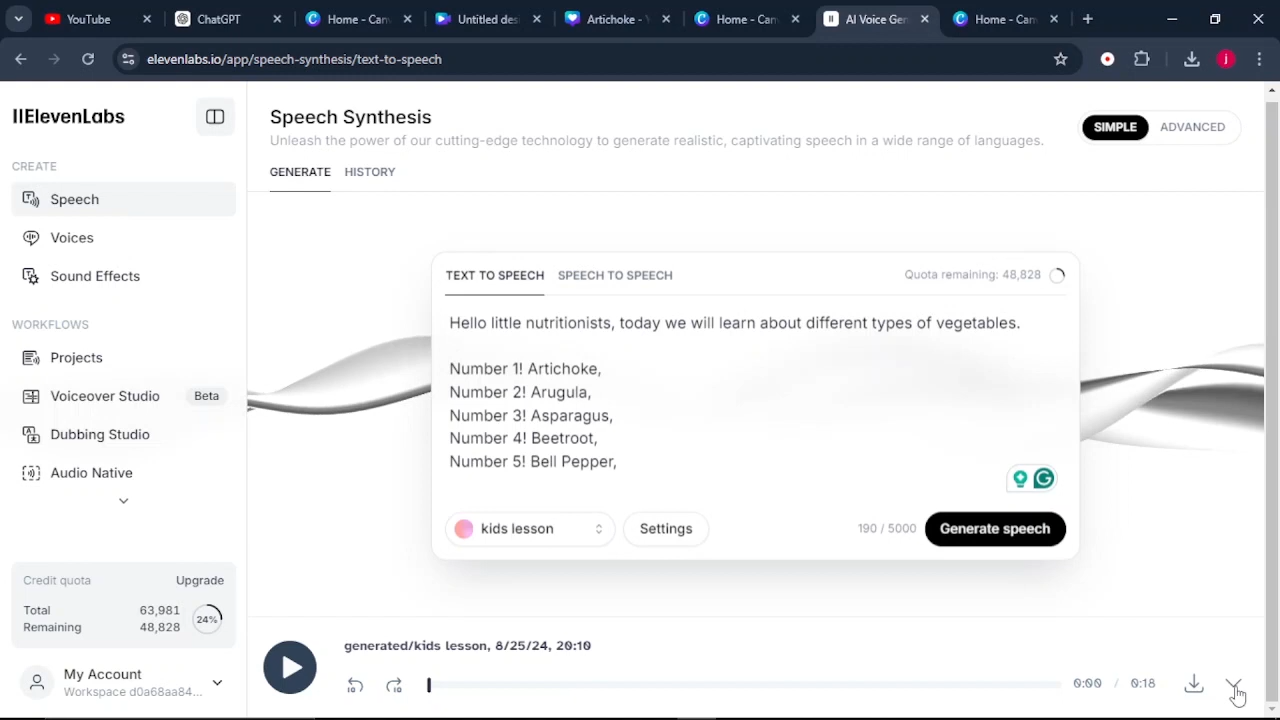 YouTube
ChatGPT
Home - Can
Untitled des
Artichoke -
Home - Can
AI Voice Gen
Home - Can
elevenlabs.io/app/speech-synthesis/text-to-speech
j
IIElevenLabs
CREATE
Speech
Voices
Sound Effects
WORKFLOWS
Projects
Voiceover Studio Beta
Dubbing Studio
Audio Native
Credit quota Upgrade
Total 63,981
Remaining 48,828
24%
My Account
Workspace d0a68aa84...
Speech Synthesis
Unleash the power of our cutting-edge technology to generate realistic, captivating speech in a wide range of languages.
SIMPLE ADVANCED
GENERATE HISTORY
TEXT TO SPEECH SPEECH TO SPEECH Quota remaining: 48,828
Hello little nutritionists, today we will learn about different types of vegetables.
Number 1! Artichoke,
Number 2! Arugula,
Number 3! Asparagus,
Number 4! Beetroot,
Number 5! Bell Pepper,
kids lesson Settings 190 / 5000 Generate speech
generated/kids lesson, 8/25/24, 20:10
0:00 / 0:18